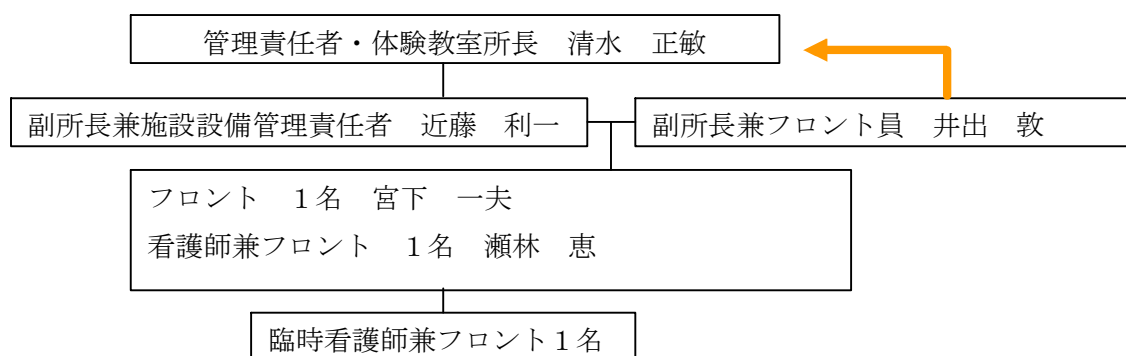 管理責任者・体験教室所長　清水　正敏
副所長兼施設設備管理責任者　近藤　利一
副所長兼フロント員　井出　敦
フロント　１名　宮下　一夫
看護師兼フロント　１名　瀬林　恵
臨時看護師兼フロント１名